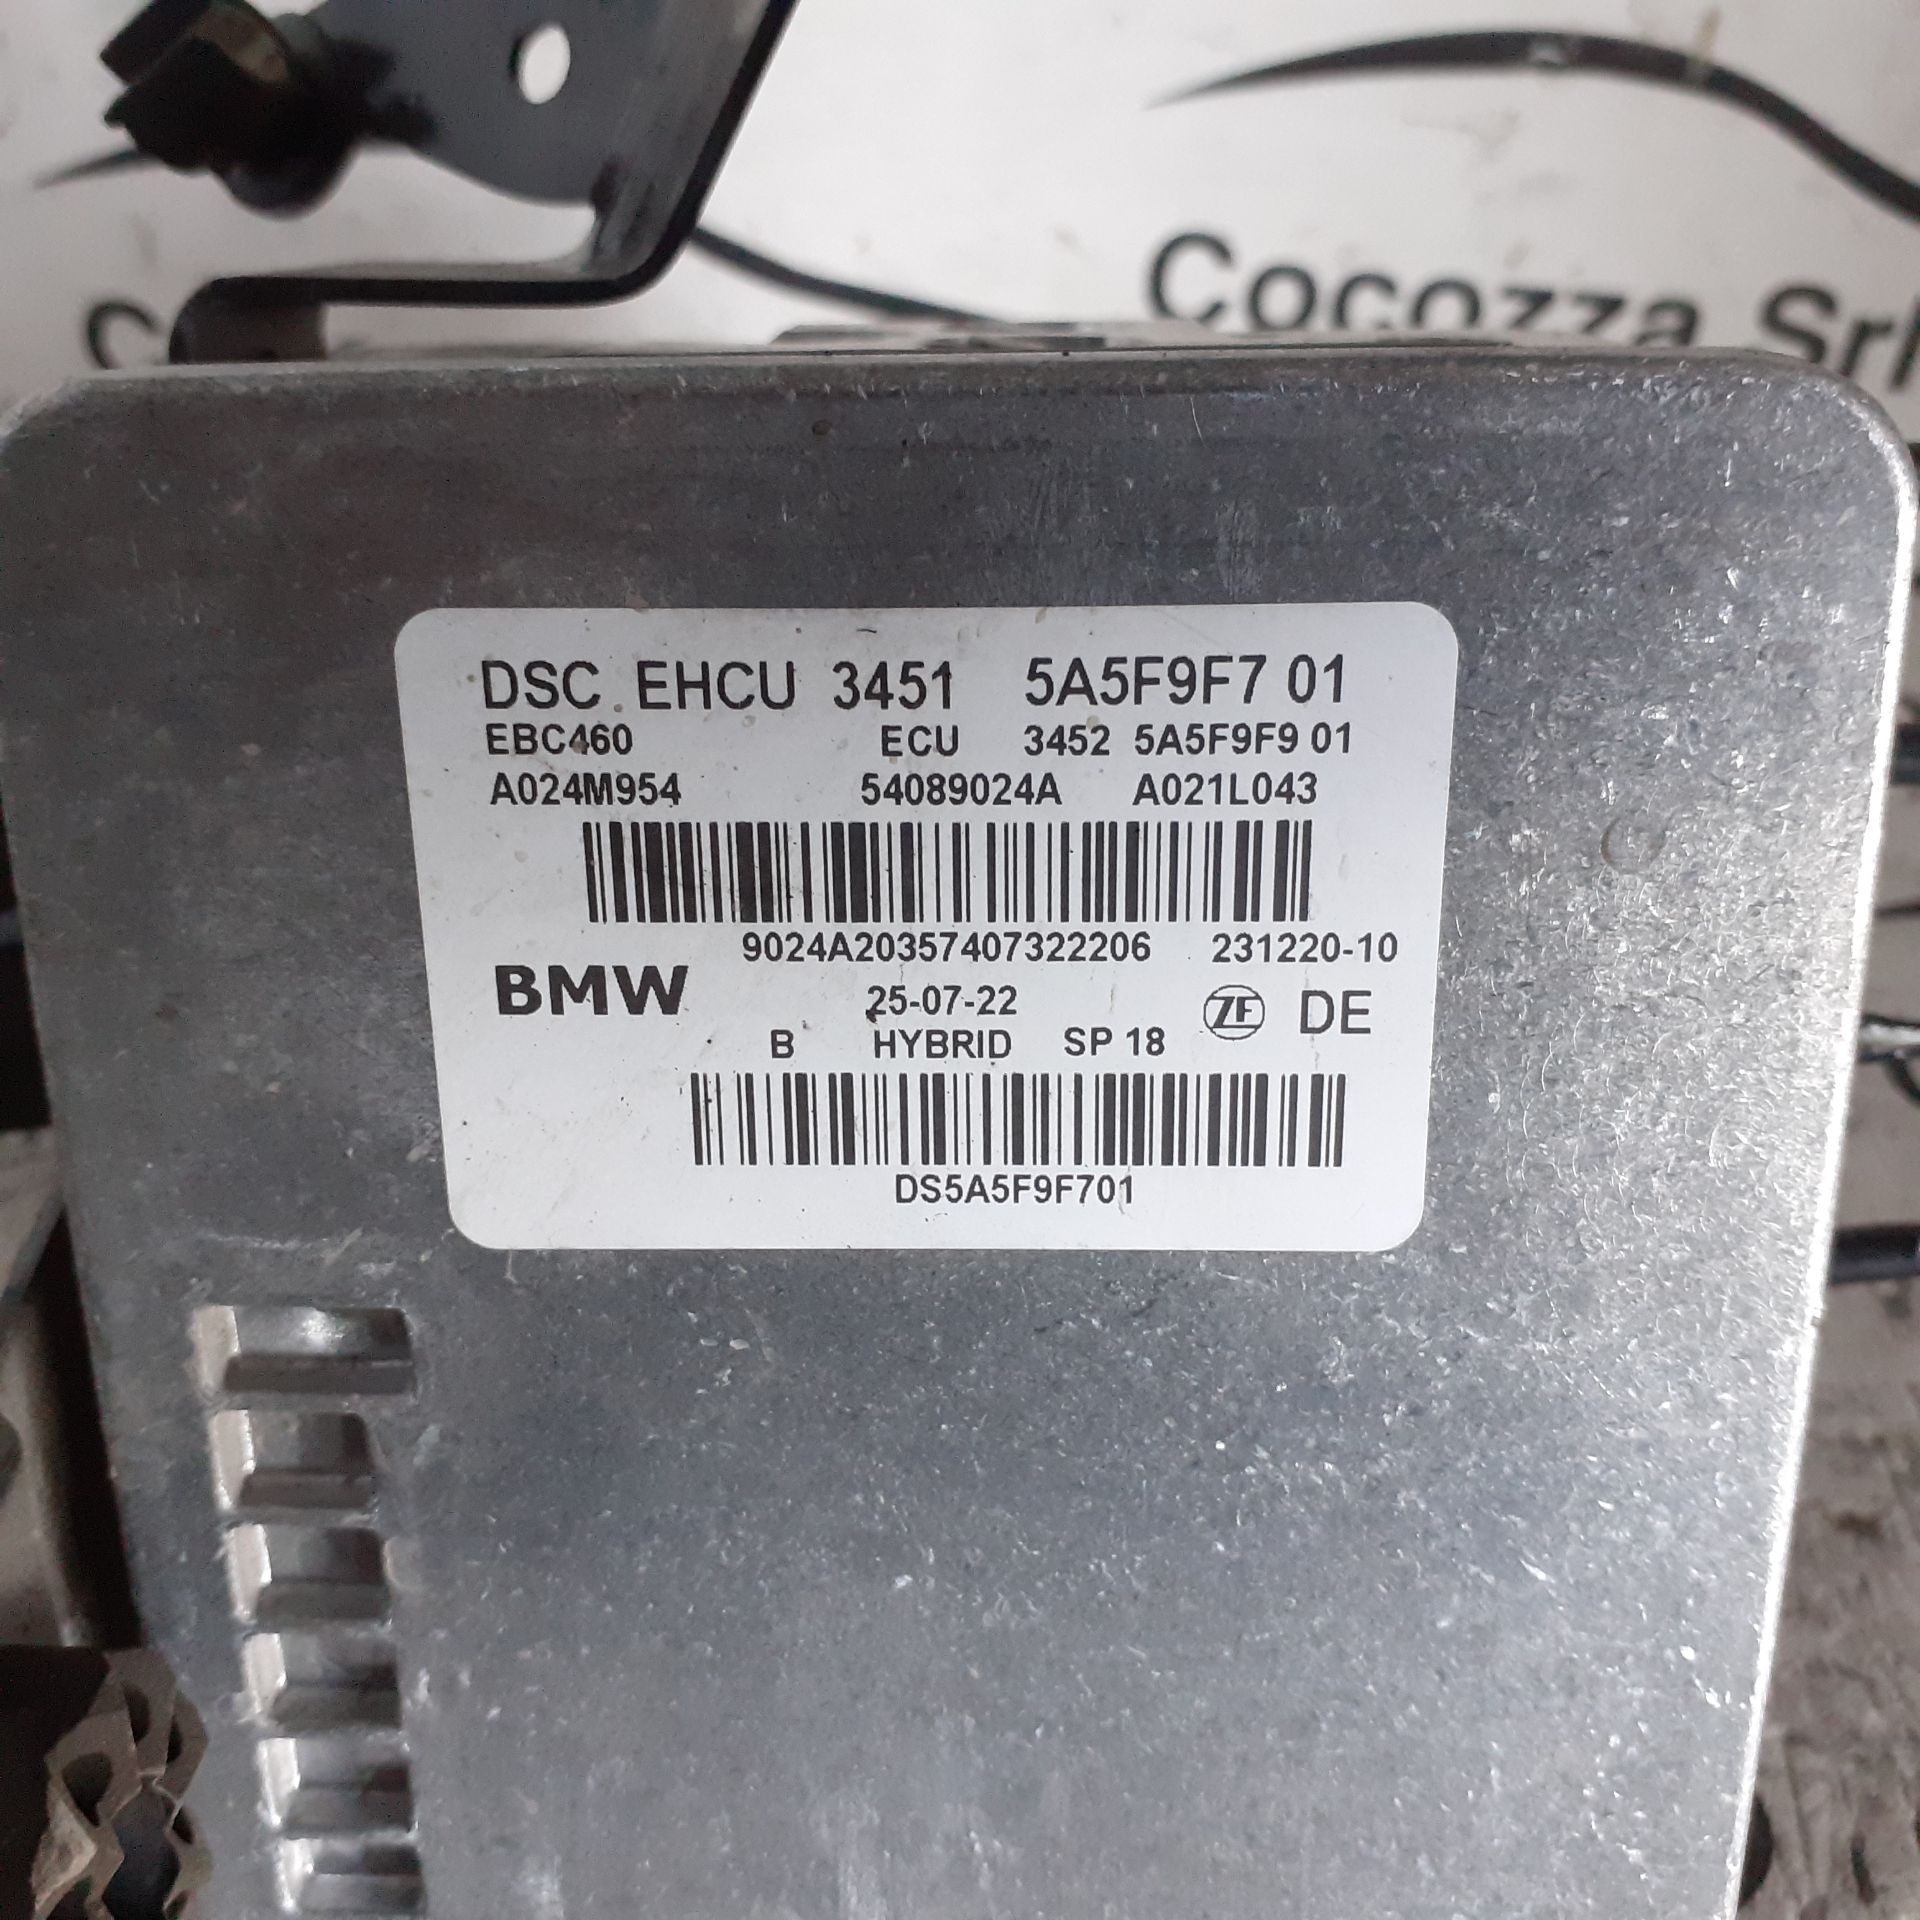 Cocozza Srl
DSC EHCU 3451 5A5F9F7 01
EBC460 ECU 3452 5A5F9F9 01
A024M954 54089024A A021L043
9024A20357407322206 231220-10
BMW 25-07-22 ZF DE
B HYBRID SP 18
DS5A5F9F701